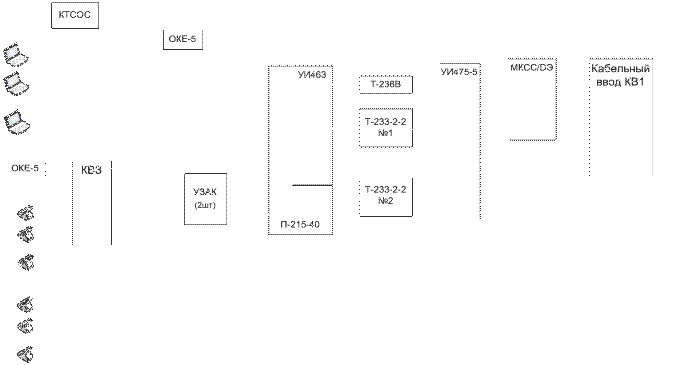 КТСОС
ОКЕ-5
УИ463
Т-236В
УИ475-5
МКСС/DЭ
Кабельный
ввод КВ1
Т-233-2-2
№1
ОКЕ-5
КВЗ
УЗАК
(2шт)
Т-233-2-2
№2
П-215-40